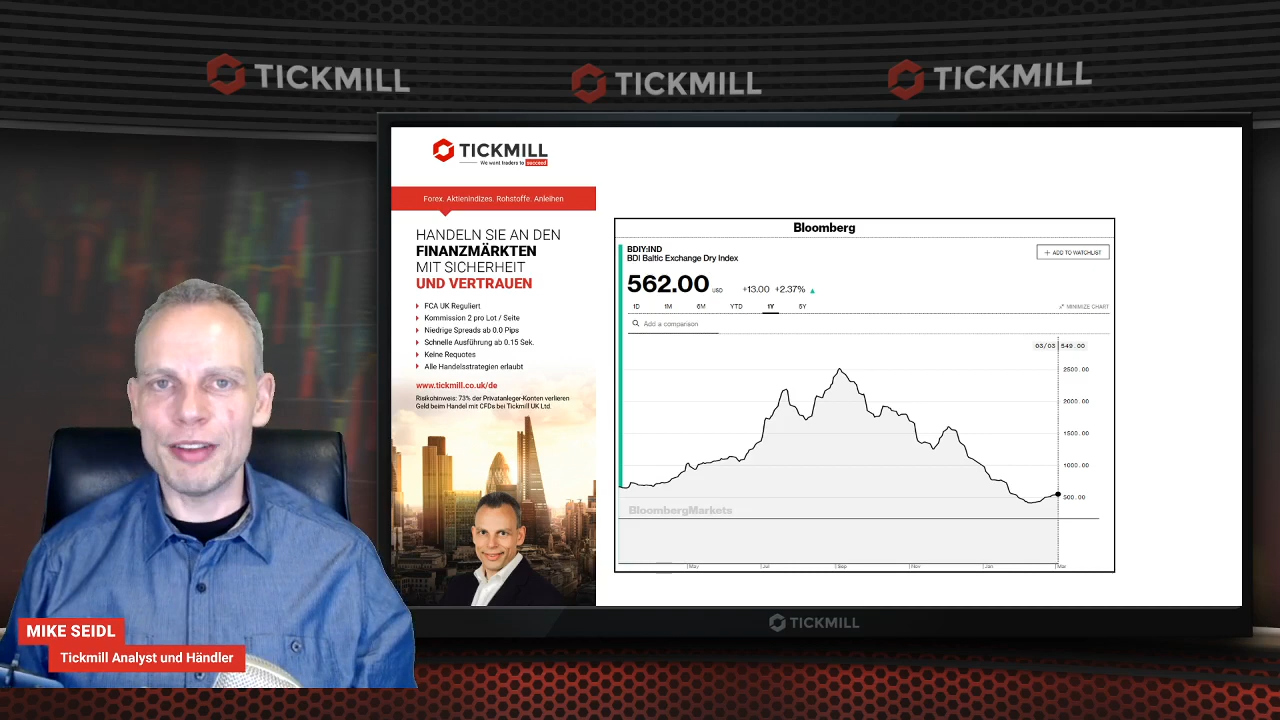 TICKMILL
TICKMILL
TICKMILL
TICKMILL
We want traders to succeed
Forex. Aktienindizes. Rohstoffe. Anleihen
HANDELN SIE AN DEN
FINANZMÄRKTEN
MIT SICHERHEIT
UND VERTRAUEN
FCA UK Reguliert
Kommission 2 pro Lot / Seite
Niedrige Spreads ab 0.0 Pips
Schnelle Ausführung ab 0.15 Sek.
Keine Requotes
Alle Handelsstrategien erlaubt
www.tickmill.co.uk/de
Risikohinweis: 73% der Privatanleger-Konten verlieren
Geld beim Handel mit CFDs bei Tickmill UK Ltd.
Bloomberg
BDIY:IND
BDI Baltic Exchange Dry Index
+ ADD TO WATCHLIST
562.00 USD +13.00 +2.37% ▲
1D 1M 6M YTD 1Y 5Y
MINIMIZE CHART
Add a comparison
03/03 549.00
2500.00
2000.00
1500.00
1000.00
500.00
BloombergMarkets
May Jul Sep Nov Jan Mar
TICKMILL
MIKE SEIDL
Tickmill Analyst und Händler